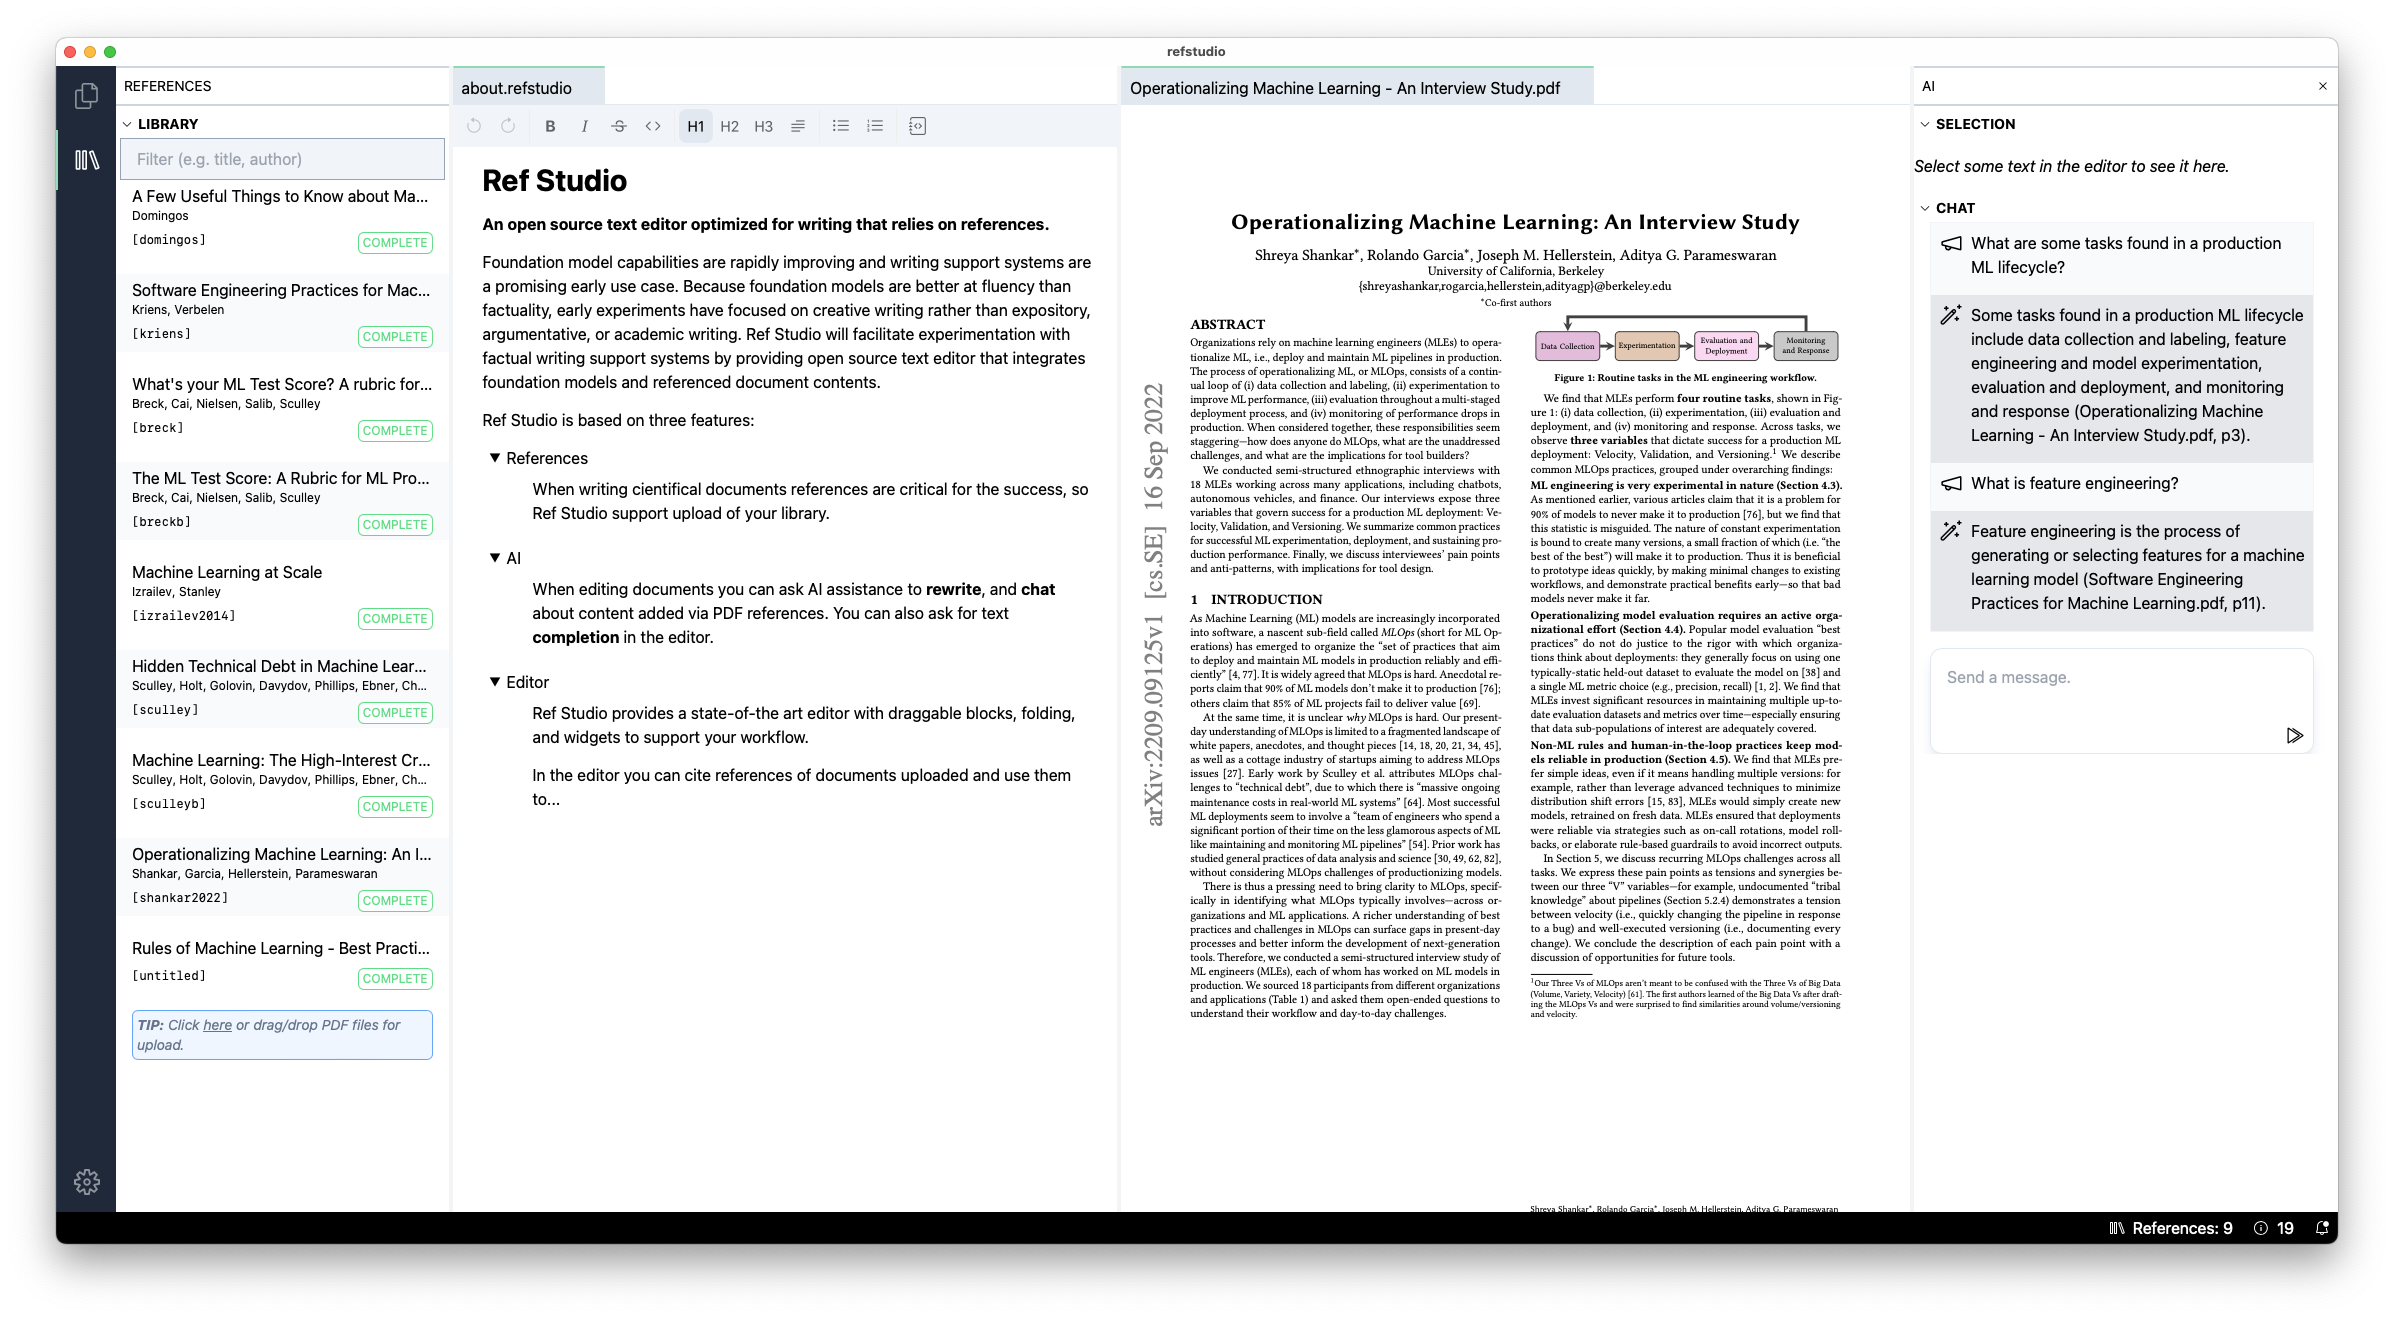 refstudio
REFERENCES
LIBRARY
Filter (e.g. title, author)
A Few Useful Things to Know about Ma...
Domingos
[domingos]
COMPLETE
Software Engineering Practices for Mac...
Kriens, Verbelen
[kriens]
COMPLETE
What's your ML Test Score? A rubric for...
Breck, Cai, Nielsen, Salib, Sculley
[breck]
COMPLETE
The ML Test Score: A Rubric for ML Pro...
Breck, Cai, Nielsen, Salib, Sculley
[breckb]
COMPLETE
Machine Learning at Scale
Izrailev, Stanley
[izrailev2014]
COMPLETE
Hidden Technical Debt in Machine Lear...
Sculley, Holt, Golovin, Davydov, Phillips, Ebner, Ch...
[sculley]
COMPLETE
Machine Learning: The High-Interest Cr...
Sculley, Holt, Golovin, Davydov, Phillips, Ebner, Ch...
[sculleyb]
COMPLETE
Operationalizing Machine Learning: An I...
Shankar, Garcia, Hellerstein, Parameswaran
[shankar2022]
COMPLETE
Rules of Machine Learning - Best Practi...
[untitled]
COMPLETE
TIP: Click here or drag/drop PDF files for
upload.
about.refstudio
B I S <> H1 H2 H3
Ref Studio
An open source text editor optimized for writing that relies on references.
Foundation model capabilities are rapidly improving and writing support systems are
a promising early use case. Because foundation models are better at fluency than
factuality, early experiments have focused on creative writing rather than expository,
argumentative, or academic writing. Ref Studio will facilitate experimentation with
factual writing support systems by providing open source text editor that integrates
foundation models and referenced document contents.
Ref Studio is based on three features:
References
When writing cientifical documents references are critical for the success, so
Ref Studio support upload of your library.
AI
When editing documents you can ask AI assistance to rewrite, and chat
about content added via PDF references. You can also ask for text
completion in the editor.
Editor
Ref Studio provides a state-of-the art editor with draggable blocks, folding,
and widgets to support your workflow.
In the editor you can cite references of documents uploaded and use them
to...
Operationalizing Machine Learning - An Interview Study.pdf
arXiv:2209.09125v1 [cs.SE] 16 Sep 2022
Operationalizing Machine Learning: An Interview Study
Shreya Shankar*, Rolando Garcia*, Joseph M. Hellerstein, Aditya G. Parameswaran
University of California, Berkeley
{shreyashankar,rogarcia,hellerstein,adityagp}@berkeley.edu
*Co-first authors
ABSTRACT
Organizations rely on machine learning engineers (MLEs) to opera-
tionalize ML, i.e., deploy and maintain ML pipelines in production.
The process of operationalizing ML, or MLOps, consists of a contin-
ual loop of (i) data collection and labeling, (ii) experimentation to
improve ML performance, (iii) evaluation throughout a multi-staged
deployment process, and (iv) monitoring of performance drops in
production. When considered together, these responsibilities seem
staggering—how does anyone do MLOps, what are the unaddressed
challenges, and what are the implications for tool builders?
We conducted semi-structured ethnographic interviews with
18 MLEs working across many applications, including chatbots,
autonomous vehicles, and finance. Our interviews expose three
variables that govern success for a production ML deployment: Ve-
locity, Validation, and Versioning. We summarize common practices
for successful ML experimentation, deployment, and sustaining pro-
duction performance. Finally, we discuss interviewees' pain points
and anti-patterns, with implications for tool design.
1 INTRODUCTION
As Machine Learning (ML) models are increasingly incorporated
into software, a nascent sub-field called MLOps (short for ML Op-
erations) has emerged to organize the "set of practices that aim
to deploy and maintain ML models in production reliably and effi-
ciently" [4, 77]. It is widely agreed that MLOps is hard. Anecdotal re-
ports claim that 90% of ML models don't make it to production [76];
others claim that 85% of ML projects fail to deliver value [69].
At the same time, it is unclear why MLOps is hard. Our present-
day understanding of MLOps is limited to a fragmented landscape of
white papers, anecdotes, and thought pieces [14, 18, 20, 21, 34, 45],
as well as a cottage industry of startups aiming to address MLOps
issues [27]. Early work by Sculley et al. attributes MLOps chal-
lenges to "technical debt", due to which there is "massive ongoing
maintenance costs in real-world ML systems" [64]. Most successful
ML deployments seem to involve a "team of engineers who spend a
significant portion of their time on the less glamorous aspects of ML
like maintaining and monitoring ML pipelines" [54]. Prior work has
studied general practices of data analysis and science [30, 49, 62, 82],
without considering MLOps challenges of productionizing models.
There is thus a pressing need to bring clarity to MLOps, specif-
ically in identifying what MLOps typically involves—across or-
ganizations and ML applications. A richer understanding of best
practices and challenges in MLOps can surface gaps in present-day
processes and better inform the development of next-generation
tools. Therefore, we conducted a semi-structured interview study of
ML engineers (MLEs), each of whom has worked on ML models in
production. We sourced 18 participants from different organizations
and applications (Table 1) and asked them open-ended questions to
understand their workflow and day-to-day challenges.
Data Collection
Experimentation
Evaluation and
Deployment
Monitoring
and Response
Figure 1: Routine tasks in the ML engineering workflow.
We find that MLEs perform four routine tasks, shown in Fig-
ure 1: (i) data collection, (ii) experimentation, (iii) evaluation and
deployment, and (iv) monitoring and response. Across tasks, we
observe three variables that dictate success for a production ML
deployment: Velocity, Validation, and Versioning.1 We describe
common MLOps practices, grouped under overarching findings:
ML engineering is very experimental in nature (Section 4.3).
As mentioned earlier, various articles claim that it is a problem for
90% of models to never make it to production [76], but we find that
this statistic is misguided. The nature of constant experimentation
is bound to create many versions, a small fraction of which (i.e. "the
best of the best") will make it to production. Thus it is beneficial
to prototype ideas quickly, by making minimal changes to existing
workflows, and demonstrate practical benefits early—so that bad
models never make it far.
Operationalizing model evaluation requires an active orga-
nizational effort (Section 4.4). Popular model evaluation "best
practices" do not do justice to the rigor with which organiza-
tions think about deployments: they generally focus on using one
typically-static held-out dataset to evaluate the model on [38] and
a single ML metric choice (e.g., precision, recall) [1, 2]. We find that
MLEs invest significant resources in maintaining multiple up-to-
date evaluation datasets and metrics over time—especially ensuring
that data sub-populations of interest are adequately covered.
Non-ML rules and human-in-the-loop practices keep mod-
els reliable in production (Section 4.5). We find that MLEs pre-
fer simple ideas, even if it means handling multiple versions: for
example, rather than leverage advanced techniques to minimize
distribution shift errors [15, 83], MLEs would simply create new
models, retrained on fresh data. MLEs ensured that deployments
were reliable via strategies such as on-call rotations, model roll-
backs, or elaborate rule-based guardrails to avoid incorrect outputs.
In Section 5, we discuss recurring MLOps challenges across all
tasks. We express these pain points as tensions and synergies be-
tween our three "V" variables—for example, undocumented "tribal
knowledge" about pipelines (Section 5.2.4) demonstrates a tension
between velocity (i.e., quickly changing the pipeline in response
to a bug) and well-executed versioning (i.e., documenting every
change). We conclude the description of each pain point with a
discussion of opportunities for future tools.
1Our Three Vs of MLOps aren't meant to be confused with the Three Vs of Big Data
(Volume, Variety, Velocity) [61]. The first authors learned of the Big Data Vs after draft-
ing the MLOps Vs and were surprised to find similarities around volume/versioning
and velocity.
Shreya Shankar*, Rolando Garcia*, Joseph M. Hellerstein, Aditya G. Parameswaran
AI
SELECTION
Select some text in the editor to see it here.
CHAT
What are some tasks found in a production
ML lifecycle?
Some tasks found in a production ML lifecycle
include data collection and labeling, feature
engineering and model experimentation,
evaluation and deployment, and monitoring
and response (Operationalizing Machine
Learning - An Interview Study.pdf, p3).
What is feature engineering?
Feature engineering is the process of
generating or selecting features for a machine
learning model (Software Engineering
Practices for Machine Learning.pdf, p11).
Send a message.
References: 9
19